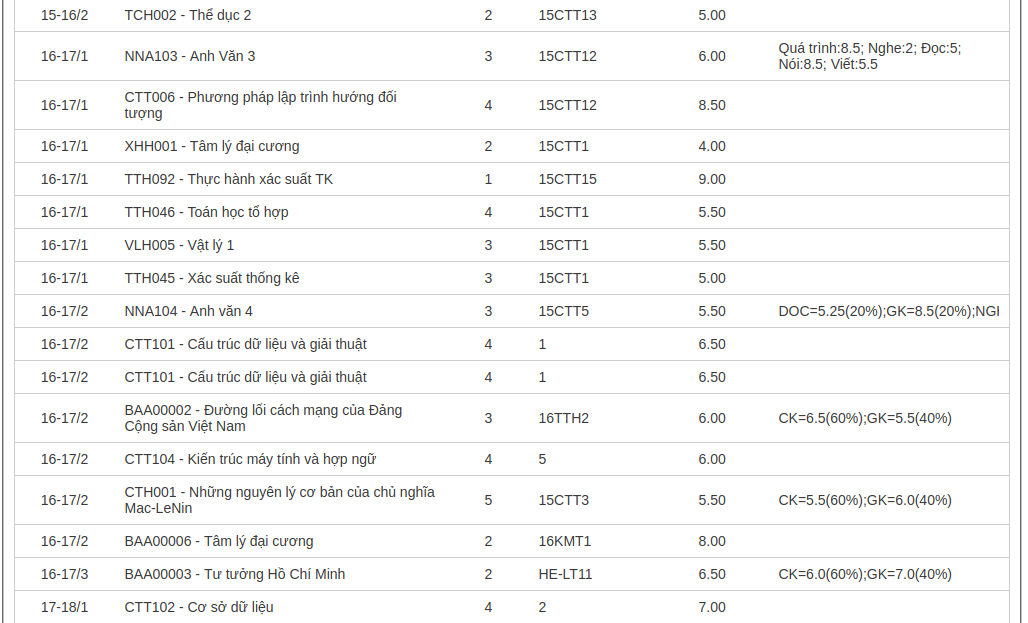 15-16/2 TCH002 - Thể dục 2 2 15CTT13 5.00
16-17/1 NNA103 - Anh Văn 3 3 15CTT12 6.00 Quá trình:8.5; Nghe:2; Đọc:5;
Nói:8.5; Viết:5.5
16-17/1 CTT006 - Phương pháp lập trình hướng đối
tượng 4 15CTT12 8.50
16-17/1 XHH001 - Tâm lý đại cương 2 15CTT1 4.00
16-17/1 TTH092 - Thực hành xác suất TK 1 15CTT15 9.00
16-17/1 TTH046 - Toán học tổ hợp 4 15CTT1 5.50
16-17/1 VLH005 - Vật lý 1 3 15CTT1 5.50
16-17/1 TTH045 - Xác suất thống kê 3 15CTT1 5.00
16-17/2 NNA104 - Anh văn 4 3 15CTT5 5.50 DOC=5.25(20%);GK=8.5(20%);NGI
16-17/2 CTT101 - Cấu trúc dữ liệu và giải thuật 4 1 6.50
16-17/2 CTT101 - Cấu trúc dữ liệu và giải thuật 4 1 6.50
16-17/2 BAA00002 - Đường lối cách mạng của Đảng
Cộng sản Việt Nam 3 16TTH2 6.00 CK=6.5(60%);GK=5.5(40%)
16-17/2 CTT104 - Kiến trúc máy tính và hợp ngữ 4 5 6.00
16-17/2 CTH001 - Những nguyên lý cơ bản của chủ nghĩa
Mac-LeNin 5 15CTT3 5.50 CK=5.5(60%);GK=6.0(40%)
16-17/2 BAA00006 - Tâm lý đại cương 2 16KMT1 8.00
16-17/3 BAA00003 - Tư tưởng Hồ Chí Minh 2 HE-LT11 6.50 CK=6.0(60%);GK=7.0(40%)
17-18/1 CTT102 - Cơ sở dữ liệu 4 2 7.00